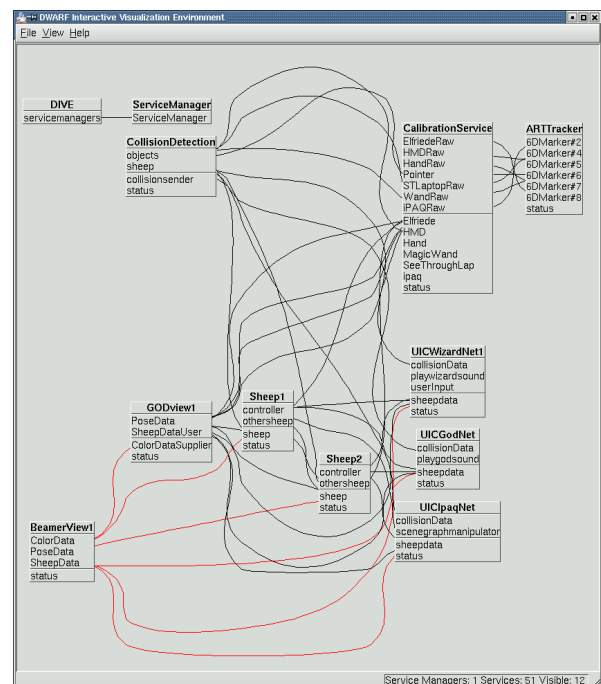 DWARF Interactive Visualization Environment
File View Help
DIVE
servicemanagers
ServiceManager
ServiceManager
CollisionDetection
objects
sheep
collisionsender
status
CalibrationService
ElfriedeRaw
HMDRaw
HandRaw
Pointer
STLaptopRaw
WandRaw
iPAQRaw
Elfriede
HMD
Hand
MagicWand
SeeThroughLap
ipaq
status
ARTTracker
6DMarker#2
6DMarker#4
6DMarker#5
6DMarker#6
6DMarker#7
6DMarker#8
status
UICWizardNet1
collisionData
playwizardsound
userInput
sheepdata
status
GODview1
PoseData
SheepDataUser
ColorDataSupplier
status
Sheep1
controller
othersheep
sheep
status
UICGodNet
collisionData
playgodsound
sheepdata
status
Sheep2
controller
othersheep
sheep
status
UICIpaqNet
collisionData
scenegraphmanipulator
sheepdata
status
BeamerView1
ColorData
PoseData
SheepData
status
Service Managers: 1 Services: 51 Visible: 12